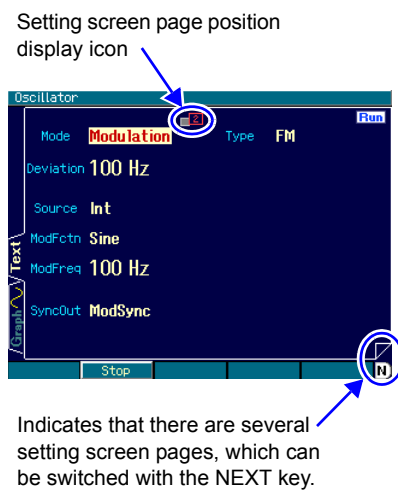 Setting screen page position
display icon
Oscillator
2
Run
Mode Modulation Type FM
Deviation 100 Hz
Source Int
ModFctn Sine
Text
ModFreq 100 Hz
SyncOut ModSync
Graph
Stop
N
Indicates that there are several
setting screen pages, which can
be switched with the NEXT key.